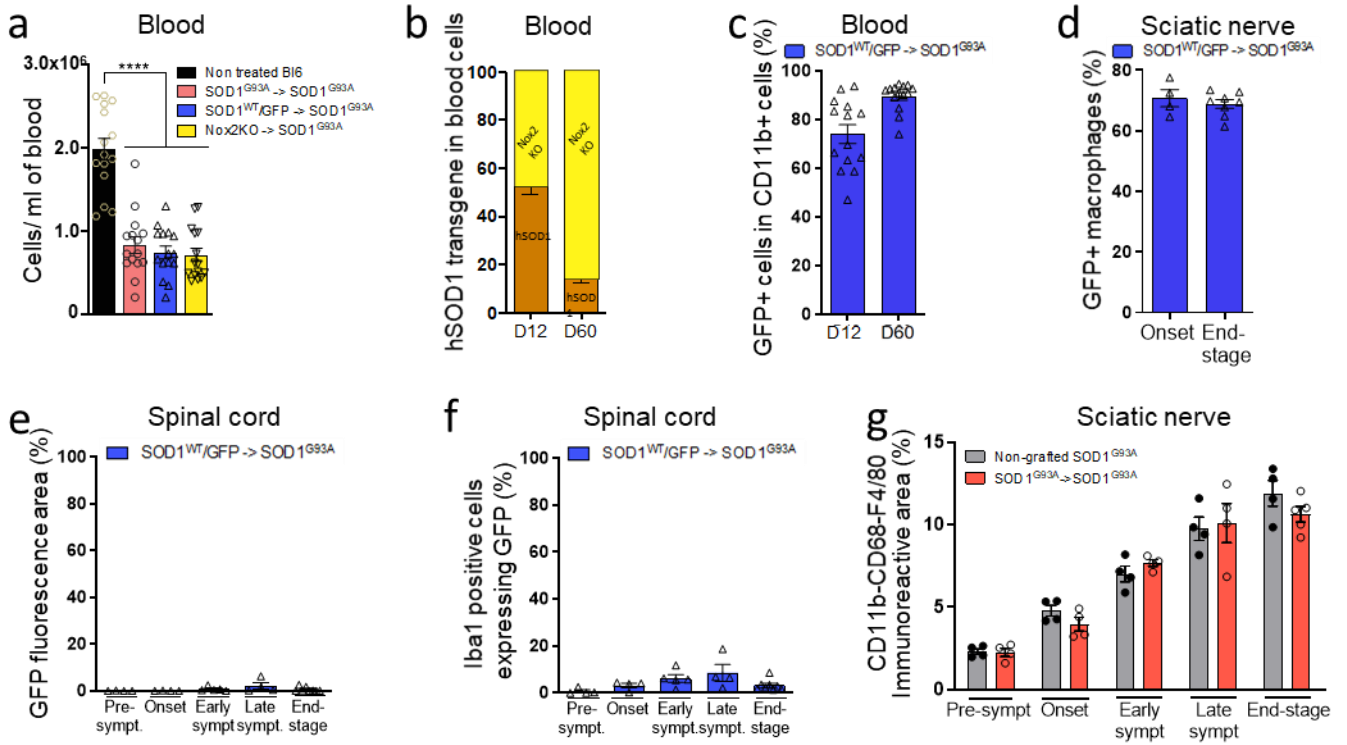 a
Blood
Cells/ ml of blood
3.0x10⁶
2.0
1.0
0
****
Non treated Bl6
SOD1G93A -> SOD1G93A
SOD1WT/GFP -> SOD1G93A
Nox2KO -> SOD1G93A
b
Blood
hSOD1 transgene in blood cells
100
80
60
40
20
0
Nox2
KO
hSOD1
Nox2
KO
hSOD
1
D12
D60
c
Blood
SOD1WT/GFP -> SOD1G93A
GFP+ cells in CD11b+ cells (%)
100
80
60
40
20
0
D12
D60
d
Sciatic nerve
SOD1WT/GFP -> SOD1G93A
GFP+ macrophages (%)
80
60
40
20
0
Onset
End-
stage
e
Spinal cord
SOD1WT/GFP -> SOD1G93A
GFP fluorescence area (%)
100
80
60
40
20
0
Pre-
sympt.
Onset
Early
sympt.
Late
sympt.
End-
stage
f
Spinal cord
SOD1WT/GFP -> SOD1G93A
Iba1 positive cells
expressing GFP (%)
100
80
60
40
20
0
Pre-
sympt.
Onset
Early
sympt.
Late
sympt.
End-
stage
g
Sciatic nerve
Non-grafted SOD1G93A
SOD1G93A->SOD1G93A
CD11b-CD68-F4/80
Immunoreactive area (%)
15
10
5
0
Pre-sympt
Onset
Early
sympt
Late
sympt
End-stage